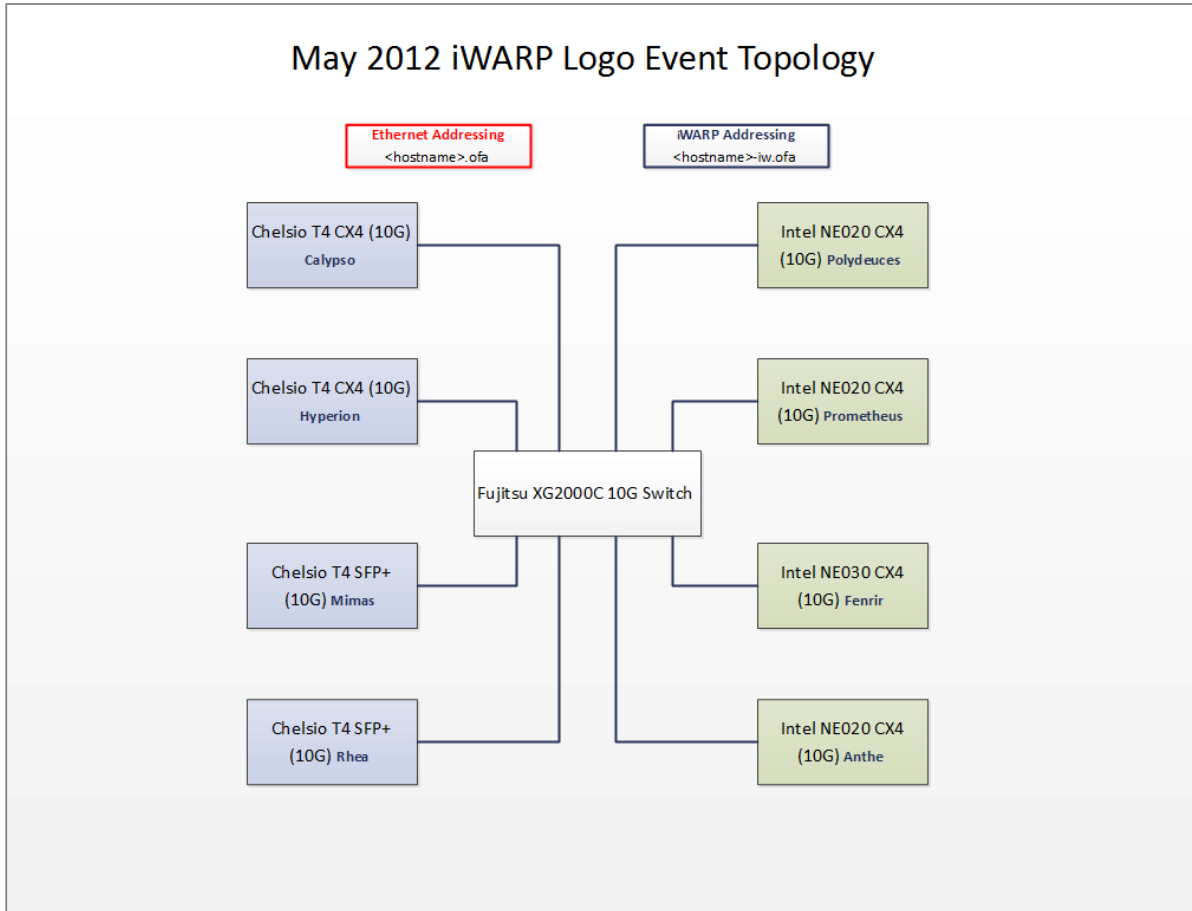 May 2012 iWARP Logo Event Topology
Ethernet Addressing
<hostname>.ofa
iWARP Addressing
<hostname>-iw.ofa
Chelsio T4 CX4 (10G)
Calypso
Intel NE020 CX4
(10G) Polydeuces
Chelsio T4 CX4 (10G)
Hyperion
Intel NE020 CX4
(10G) Prometheus
Fujitsu XG2000C 10G Switch
Chelsio T4 SFP+
(10G) Mimas
Intel NE030 CX4
(10G) Fenrir
Chelsio T4 SFP+
(10G) Rhea
Intel NE020 CX4
(10G) Anthe